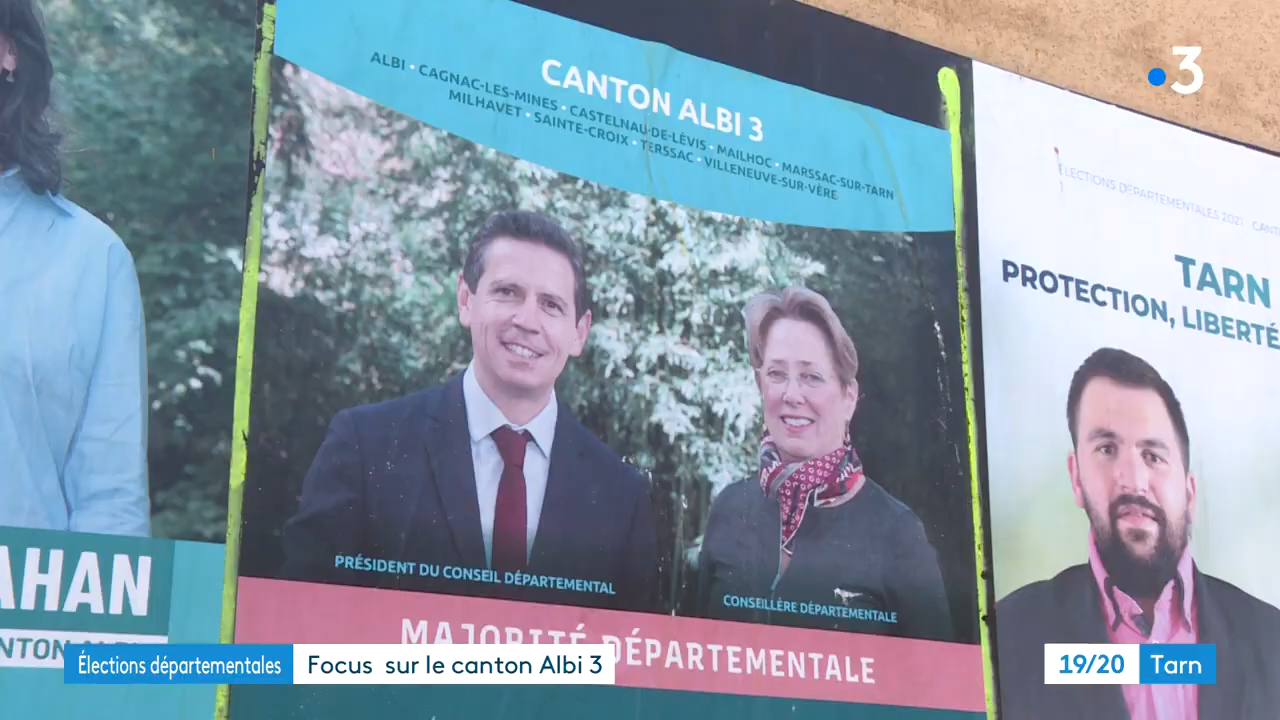 3
CANTON ALBI 3
ALBI • CAGNAC-LES-MINES • CASTELNAU-DE-LÉVIS • MAILHOC • MARSSAC-SUR-TARN
MILHAVET • SAINTE-CROIX • TERSSAC • VILLENEUVE-SUR-VÈRE
PRÉSIDENT DU CONSEIL DÉPARTEMENTAL
CONSEILLÈRE DÉPARTEMENTALE
MAJORITÉ DÉPARTEMENTALE
AHAN
ÉLECTIONS DÉPARTEMENTALES 2021
TARN
PROTECTION, LIBERTÉ
Élections départementales
Focus sur le canton Albi 3
19/20
Tarn